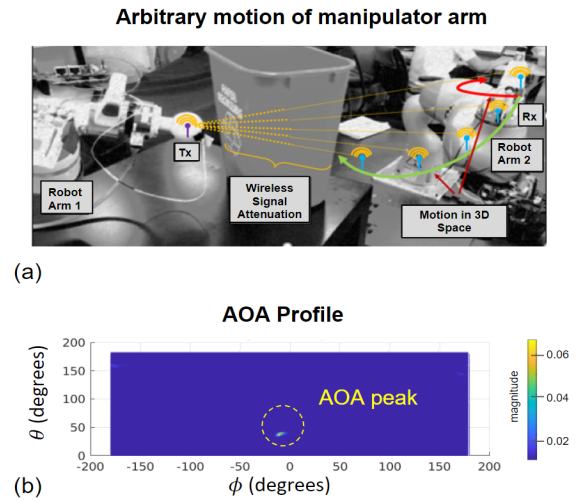 Arbitrary motion of manipulator arm
Tx
Rx
Robot
Arm 1
Wireless
Signal
Attenuation
Robot
Arm 2
Motion in 3D
Space
(a)
AOA Profile
200
150
100
50
0
θ (degrees)
AOA peak
-200 -150 -100 -50 0 50 100 150 200
ϕ (degrees)
0.06
0.04
0.02
magnitude
(b)